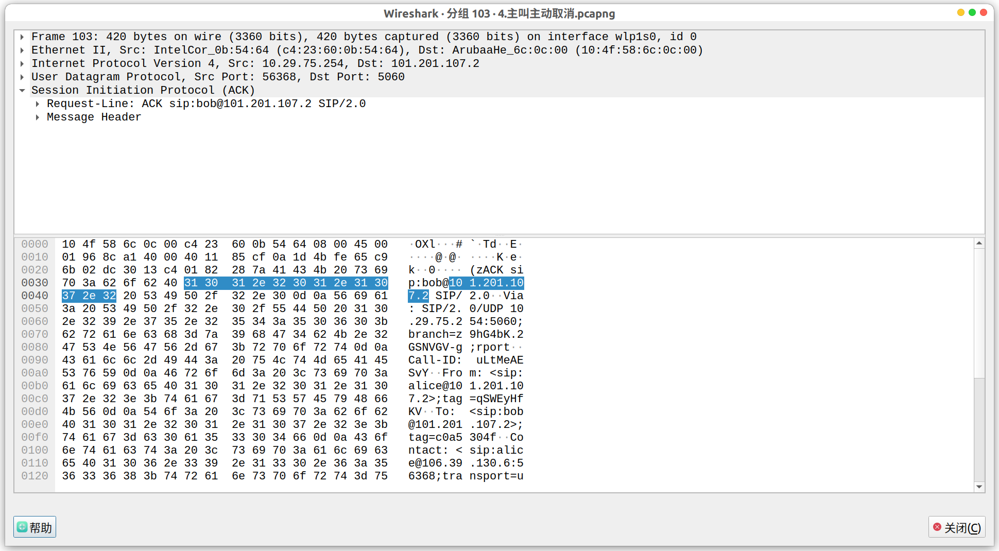 Wireshark · 分组 103 · 4.主叫主动取消.pcapng
Frame 103: 420 bytes on wire (3360 bits), 420 bytes captured (3360 bits) on interface wlp1s0, id 0
Ethernet II, Src: IntelCor_0b:54:64 (c4:23:60:0b:54:64), Dst: ArubaaHe_6c:0c:00 (10:4f:58:6c:0c:00)
Internet Protocol Version 4, Src: 10.29.75.254, Dst: 101.201.107.2
User Datagram Protocol, Src Port: 56368, Dst Port: 5060
Session Initiation Protocol (ACK)
Request-Line: ACK sip:bob@101.201.107.2 SIP/2.0
Message Header
0000 10 4f 58 6c 0c 00 c4 23 60 0b 54 64 08 00 45 00 ·OXl···# `·Td··E·
0010 01 96 8c a1 40 00 40 11 85 cf 0a 1d 4b fe 65 c9 ····@·@· ····K·e·
0020 6b 02 dc 30 13 c4 01 82 28 7a 41 43 4b 20 73 69 k··0···· (zACK si
0030 70 3a 62 6f 62 40 31 30 31 2e 32 30 31 2e 31 30 p:bob@10 1.201.10
0040 37 2e 32 20 53 49 50 2f 32 2e 30 0d 0a 56 69 61 7.2 SIP/ 2.0··Via
0050 3a 20 53 49 50 2f 32 2e 30 2f 55 44 50 20 31 30 : SIP/2. 0/UDP 10
0060 2e 32 39 2e 37 35 2e 32 35 34 3a 35 30 36 30 3b .29.75.2 54:5060;
0070 62 72 61 6e 63 68 3d 7a 39 68 47 34 62 4b 2e 32 branch=z 9hG4bK.2
0080 47 53 4e 56 47 56 2d 67 3b 72 70 6f 72 74 0d 0a GSNVGV-g ;rport··
0090 43 61 6c 6c 2d 49 44 3a 20 75 4c 74 4d 65 41 45 Call-ID:  uLtMeAE
00a0 53 76 59 0d 0a 46 72 6f 6d 3a 20 3c 73 69 70 3a SvY··Fro m: <sip:
00b0 61 6c 69 63 65 40 31 30 31 2e 32 30 31 2e 31 30 alice@10 1.201.10
00c0 37 2e 32 3e 3b 74 61 67 3d 71 53 57 45 79 48 66 7.2>;tag =qSWEyHf
00d0 4b 56 0d 0a 54 6f 3a 20 3c 73 69 70 3a 62 6f 62 KV··To:  <sip:bob
00e0 40 31 30 31 2e 32 30 31 2e 31 30 37 2e 32 3e 3b @101.201 .107.2>;
00f0 74 61 67 3d 63 30 61 35 33 30 34 66 0d 0a 43 6f tag=c0a5 304f··Co
0100 6e 74 61 63 74 3a 20 3c 73 69 70 3a 61 6c 69 63 ntact: < sip:alic
0110 65 40 31 30 36 2e 33 39 2e 31 33 30 2e 36 3a 35 e@106.39 .130.6:5
0120 36 33 36 38 3b 74 72 61 6e 73 70 6f 72 74 3d 75 6368;tra nsport=u
帮助
关闭(C)